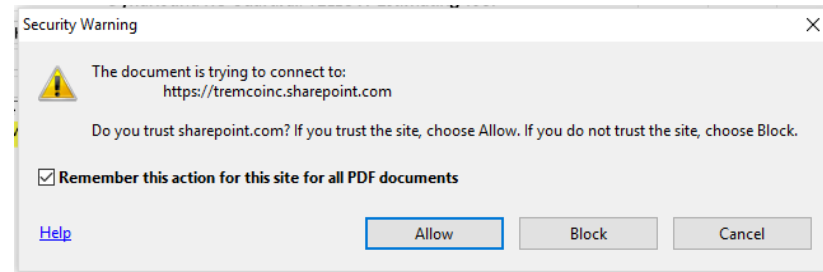 Security Warning
The document is trying to connect to:
https://tremcoinc.sharepoint.com
Do you trust sharepoint.com? If you trust the site, choose Allow. If you do not trust the site, choose Block.
Remember this action for this site for all PDF documents
Help
Allow
Block
Cancel